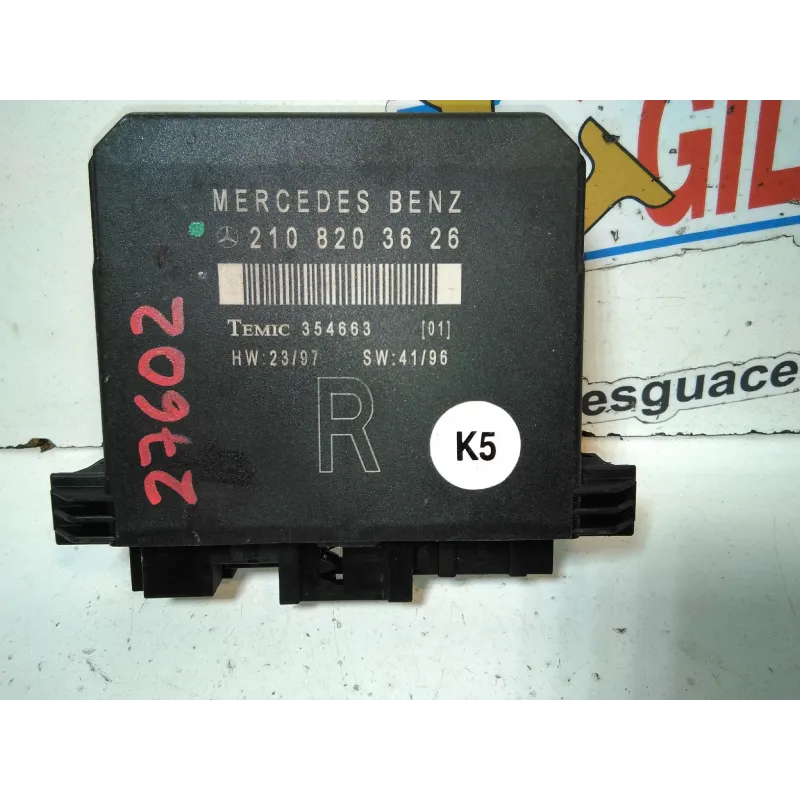 MERCEDES BENZ
210 820 36 26
TEMIC 354663 [01]
HW:23/97 SW:41/96
R
K5
27602
GIL
esguace